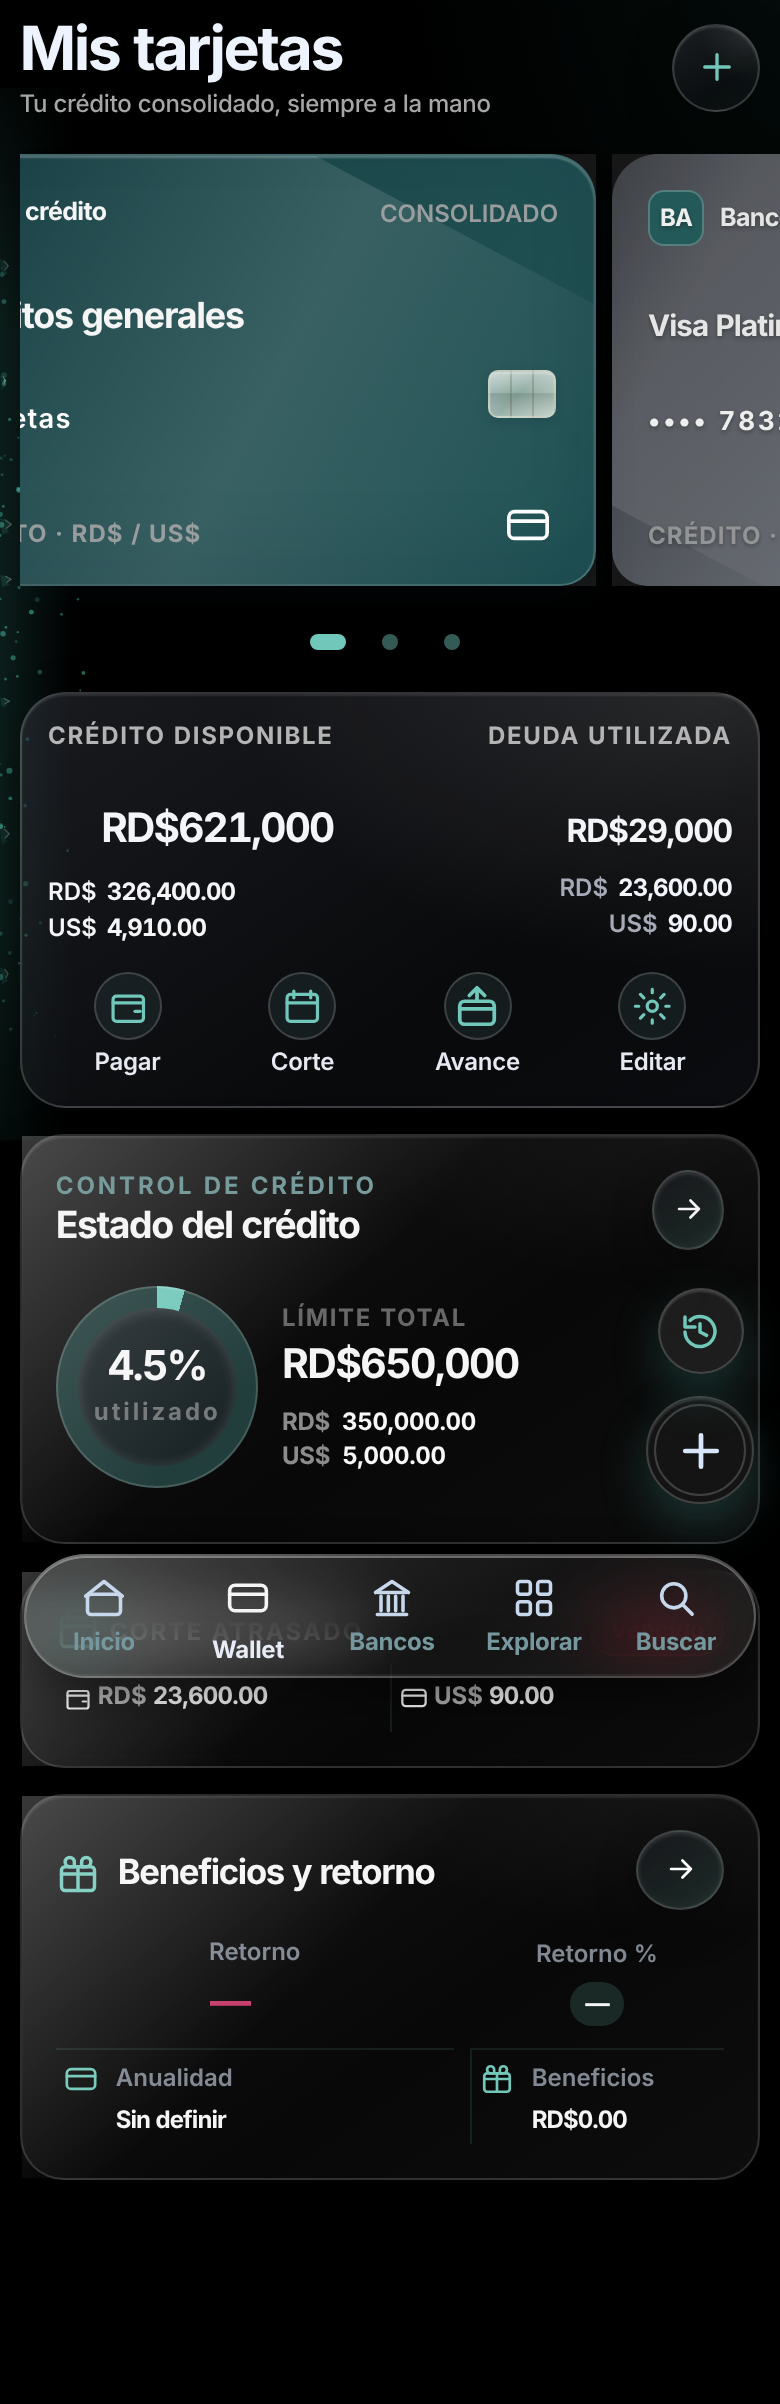 Mis tarjetas
Tu crédito consolidado, siempre a la mano
crédito
CONSOLIDADO
BA
Banc
itos generales
Visa Platin
etas
•••• 783
TO · RD$ / US$
CRÉDITO ·
CRÉDITO DISPONIBLE
DEUDA UTILIZADA
RD$621,000
RD$29,000
RD$ 326,400.00
RD$ 23,600.00
US$ 4,910.00
US$ 90.00
Pagar
Corte
Avance
Editar
CONTROL DE CRÉDITO
Estado del crédito
4.5%
utilizado
LÍMITE TOTAL
RD$650,000
RD$ 350,000.00
US$ 5,000.00
CORTE ATRASADO
Inicio
Wallet
Bancos
Explorar
Buscar
RD$ 23,600.00
US$ 90.00
Beneficios y retorno
Retorno
Retorno %
—
—
Anualidad
Beneficios
Sin definir
RD$0.00